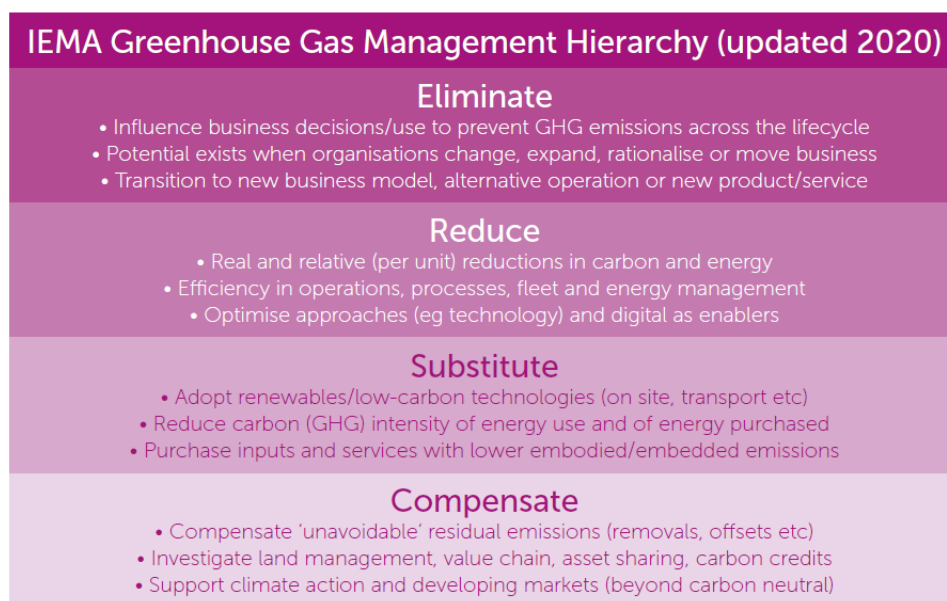 IEMA Greenhouse Gas Management Hierarchy (updated 2020)
Eliminate
• Influence business decisions/use to prevent GHG emissions across the lifecycle
• Potential exists when organisations change, expand, rationalise or move business
• Transition to new business model, alternative operation or new product/service
Reduce
• Real and relative (per unit) reductions in carbon and energy
• Efficiency in operations, processes, fleet and energy management
• Optimise approaches (eg technology) and digital as enablers
Substitute
• Adopt renewables/low-carbon technologies (on site, transport etc)
• Reduce carbon (GHG) intensity of energy use and of energy purchased
• Purchase inputs and services with lower embodied/embedded emissions
Compensate
• Compensate ‘unavoidable’ residual emissions (removals, offsets etc)
• Investigate land management, value chain, asset sharing, carbon credits
• Support climate action and developing markets (beyond carbon neutral)